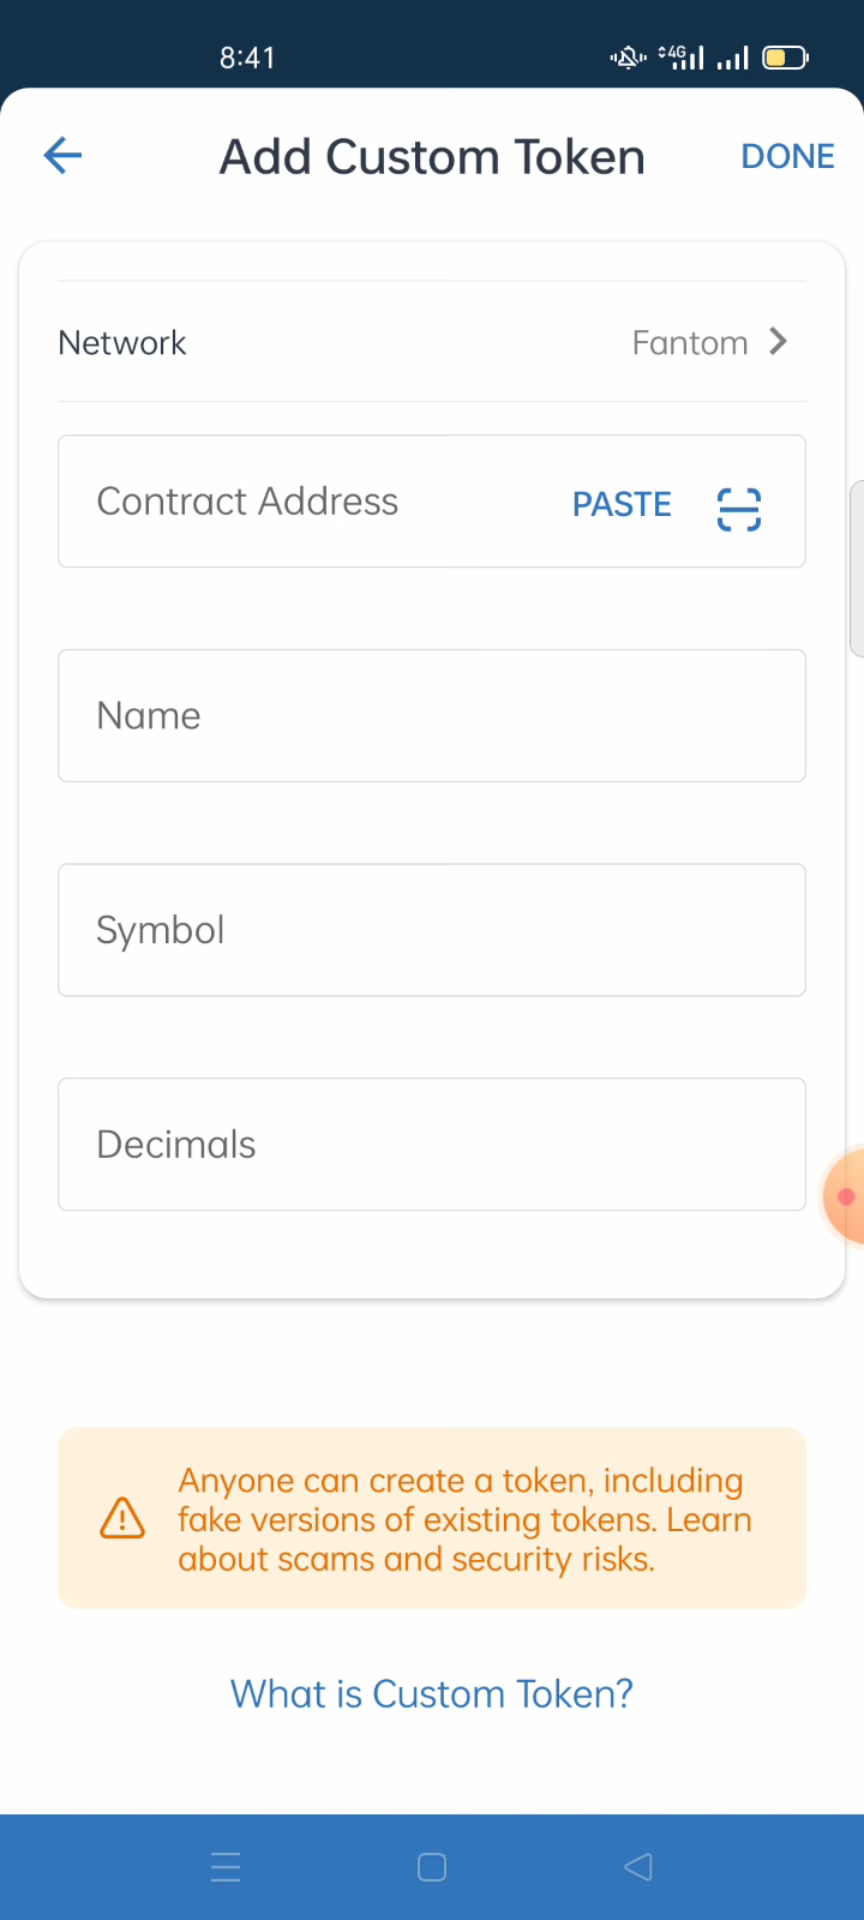 8:41
4G
Add Custom Token
DONE
Network
Fantom
Contract Address
PASTE
Name
Symbol
Decimals
Anyone can create a token, including
fake versions of existing tokens. Learn
about scams and security risks.
What is Custom Token?